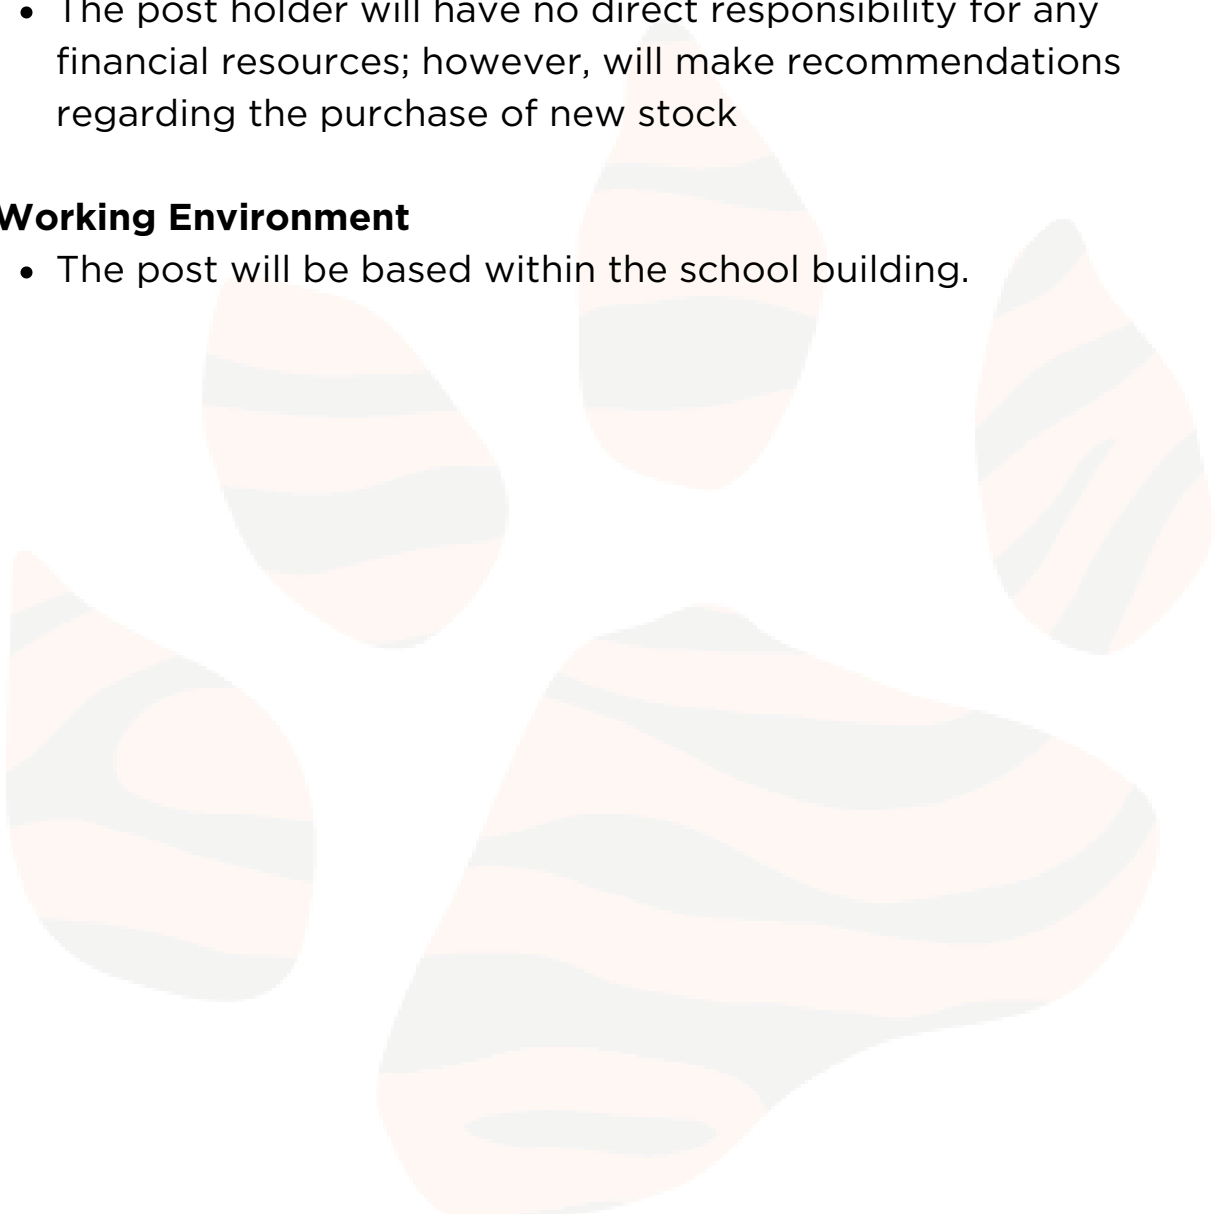 • The post holder will have no direct responsibility for any
financial resources; however, will make recommendations
regarding the purchase of new stock
Working Environment
• The post will be based within the school building.